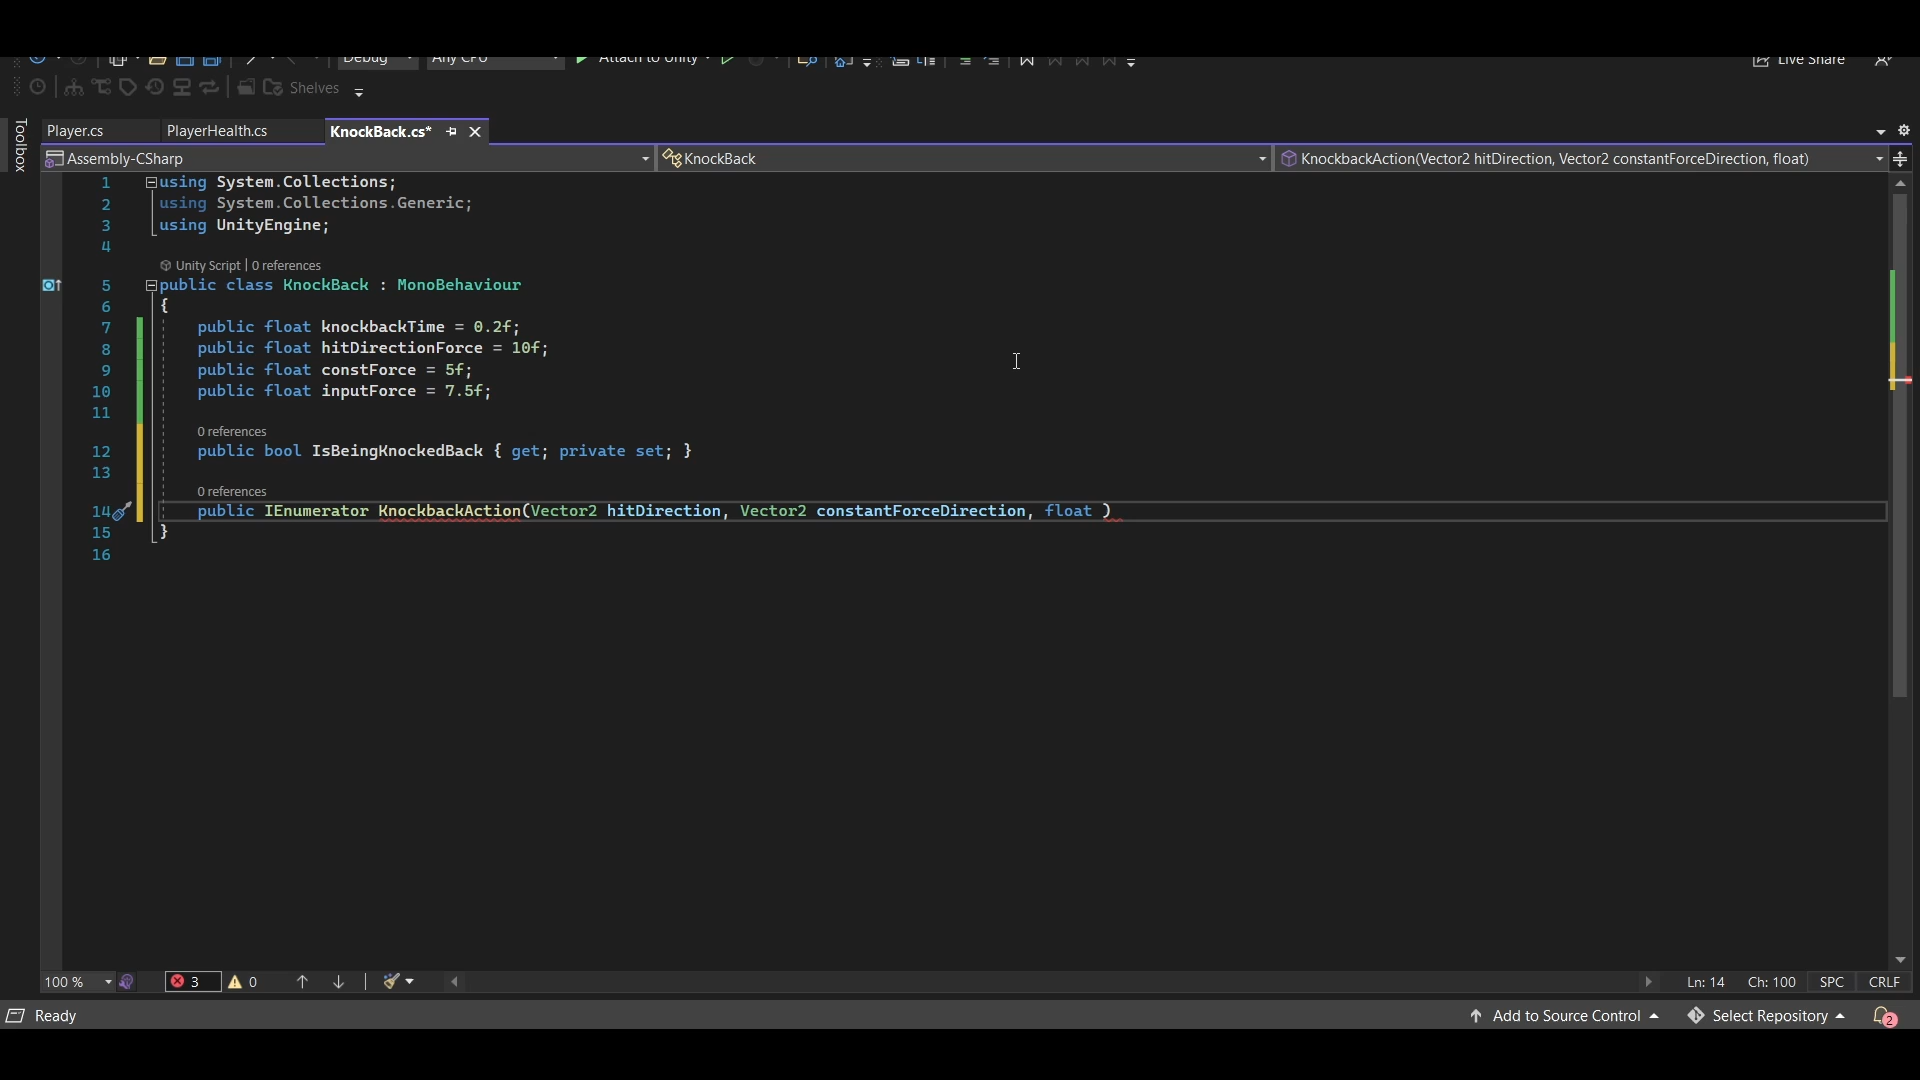 Debug Any CPU Attach to Unity Live Share
Shelves
Toolbox
Player.cs PlayerHealth.cs KnockBack.cs*
Assembly-CSharp KnockBack KnockbackAction(Vector2 hitDirection, Vector2 constantForceDirection, float)
1 using System.Collections;
2 using System.Collections.Generic;
3 using UnityEngine;
4
Unity Script | 0 references
5 public class KnockBack : MonoBehaviour
6 {
7 public float knockbackTime = 0.2f;
8 public float hitDirectionForce = 10f;
9 public float constForce = 5f;
10 public float inputForce = 7.5f;
11
0 references
12 public bool IsBeingKnockedBack { get; private set; }
13
0 references
14 public IEnumerator KnockbackAction(Vector2 hitDirection, Vector2 constantForceDirection, float )
15 }
16
100 % 3 0 Ln: 14 Ch: 100 SPC CRLF
Ready Add to Source Control Select Repository 2